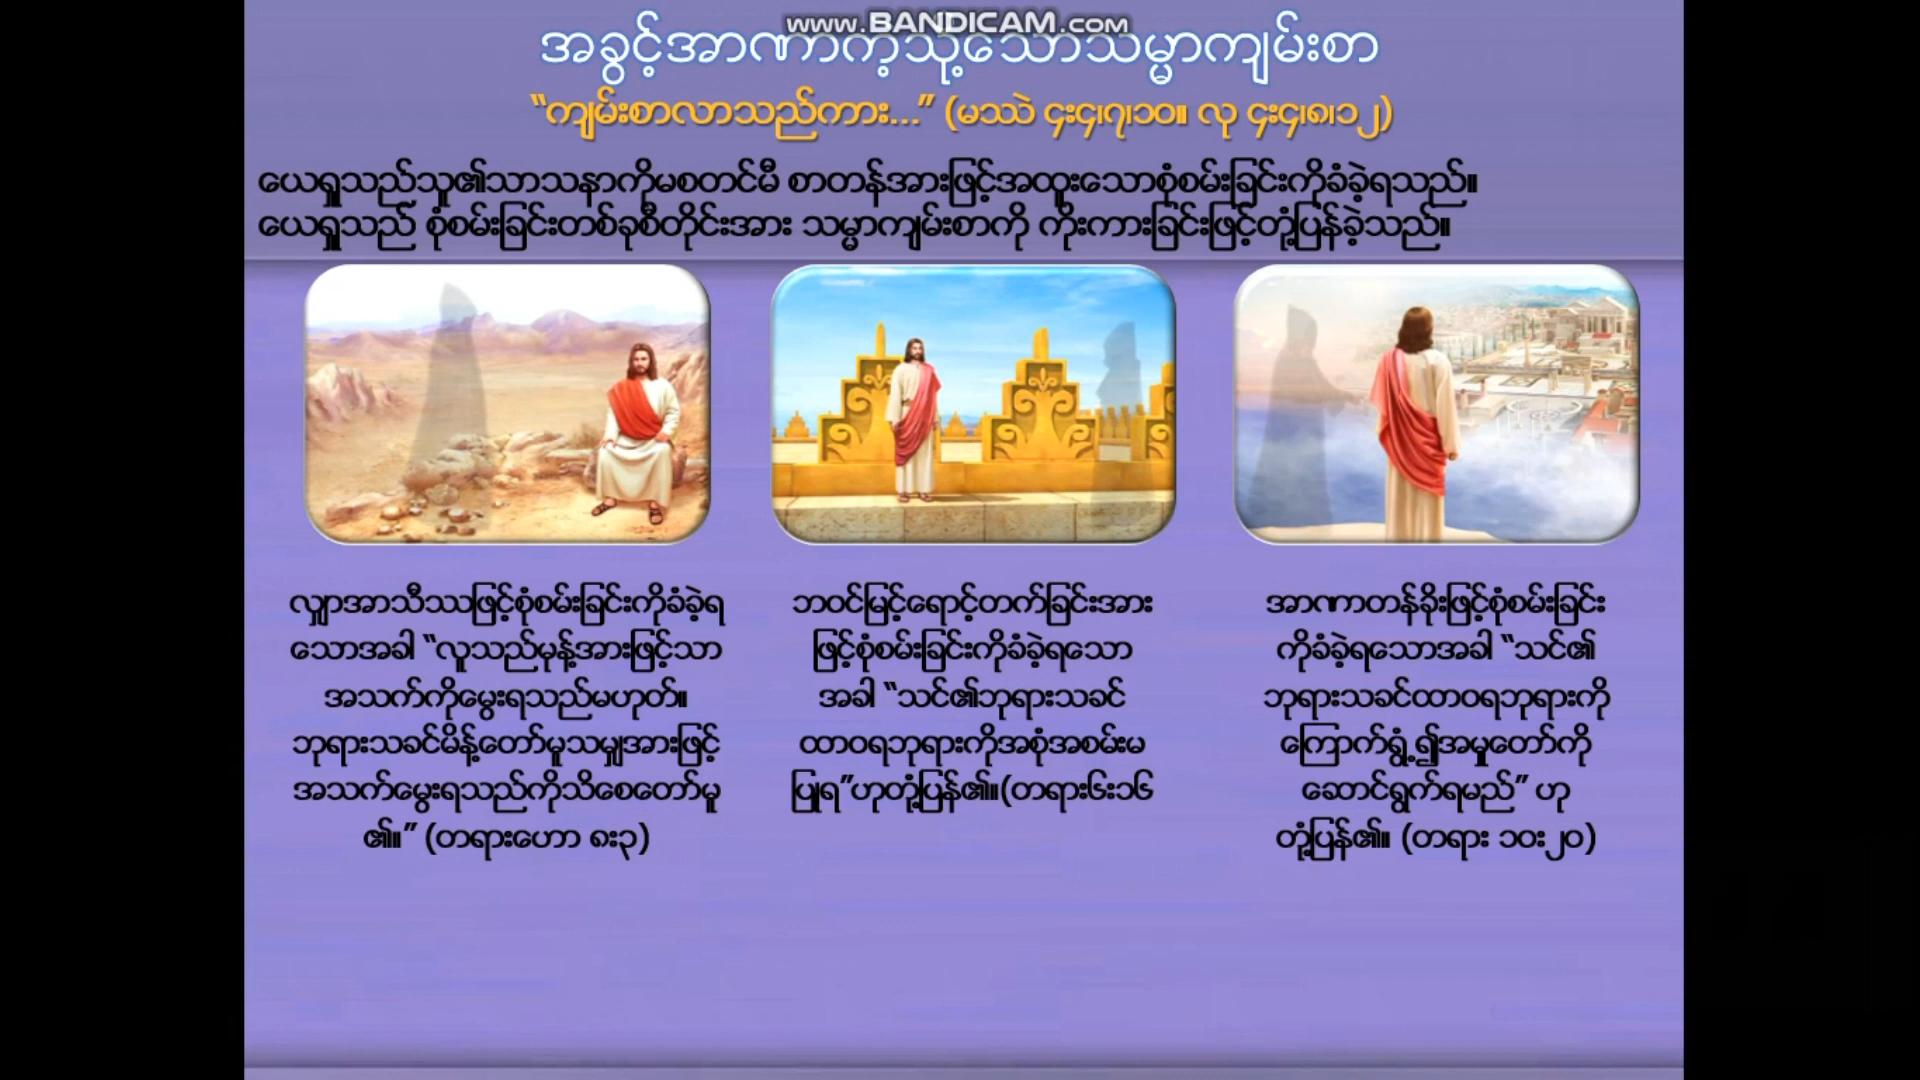 www.BANDICAM.com
အခွင့်အာဏာကဲ့သို့သောသမ္မာကျမ်းစာ
“ကျမ်းစာလာသည်ကား...” (မဿဲ ၄း၄၊၇၊၁၀။ လု ၄း၄၊၈၊၁၂)
ယေရှုသည်သူ၏သာသနာကိုမစတင်မီ စာတန်အားဖြင့်အထူးသောစုံစမ်းခြင်းကိုခံခဲ့ရသည်။
ယေရှုသည် စုံစမ်းခြင်းတစ်ခုစီတိုင်းအား သမ္မာကျမ်းစာကို ကိုးကားခြင်းဖြင့်တုံ့ပြန်ခဲ့သည်။
လျှာအာသီဿဖြင့်စုံစမ်းခြင်းကိုခံခဲ့ရ
သောအခါ “လူသည်မုန့်အားဖြင့်သာ
အသက်ကိုမွေးရသည်မဟုတ်။
ဘုရားသခင်မိန့်တော်မူသမျှအားဖြင့်
အသက်မွေးရသည်ကိုသိစေတော်မူ
၏။” (တရားဟော ၈း၃)
ဘဝင်မြင့်ရောင့်တက်ခြင်းအား
ဖြင့်စုံစမ်းခြင်းကိုခံခဲ့ရသော
အခါ “သင်၏ဘုရားသခင်
ထာဝရဘုရားကိုအစုံအစမ်းမ
ပြုရ”ဟုတုံ့ပြန်၏။(တရား၆း၁၆
အာဏာတန်ခိုးဖြင့်စုံစမ်းခြင်း
ကိုခံခဲ့ရသောအခါ “သင်၏
ဘုရားသခင်ထာဝရဘုရားကို
ကြောက်ရွံ့၍အမှုတော်ကို
ဆောင်ရွက်ရမည်” ဟု
တုံ့ပြန်၏။ (တရား ၁၀း၂၀)